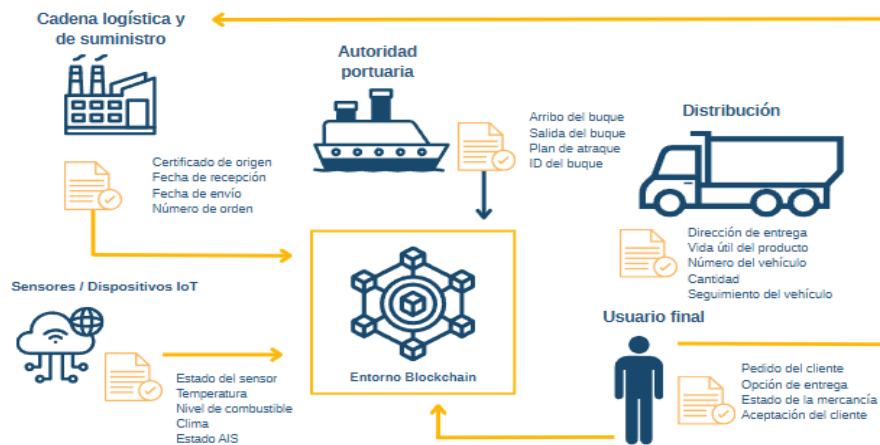 Cadena logística y
de suministro
Certificado de origen
Fecha de recepción
Fecha de envío
Número de orden
Autoridad
portuaria
Arribo del buque
Salida del buque
Plan de atraque
ID del buque
Distribución
Dirección de entrega
Vida útil del producto
Número del vehículo
Cantidad
Seguimiento del vehículo
Sensores / Dispositivos IoT
Estado del sensor
Temperatura
Nivel de combustible
Clima
Estado AIS
Entorno Blockchain
Usuario final
Pedido del cliente
Opción de entrega
Estado de la mercancía
Aceptación del cliente